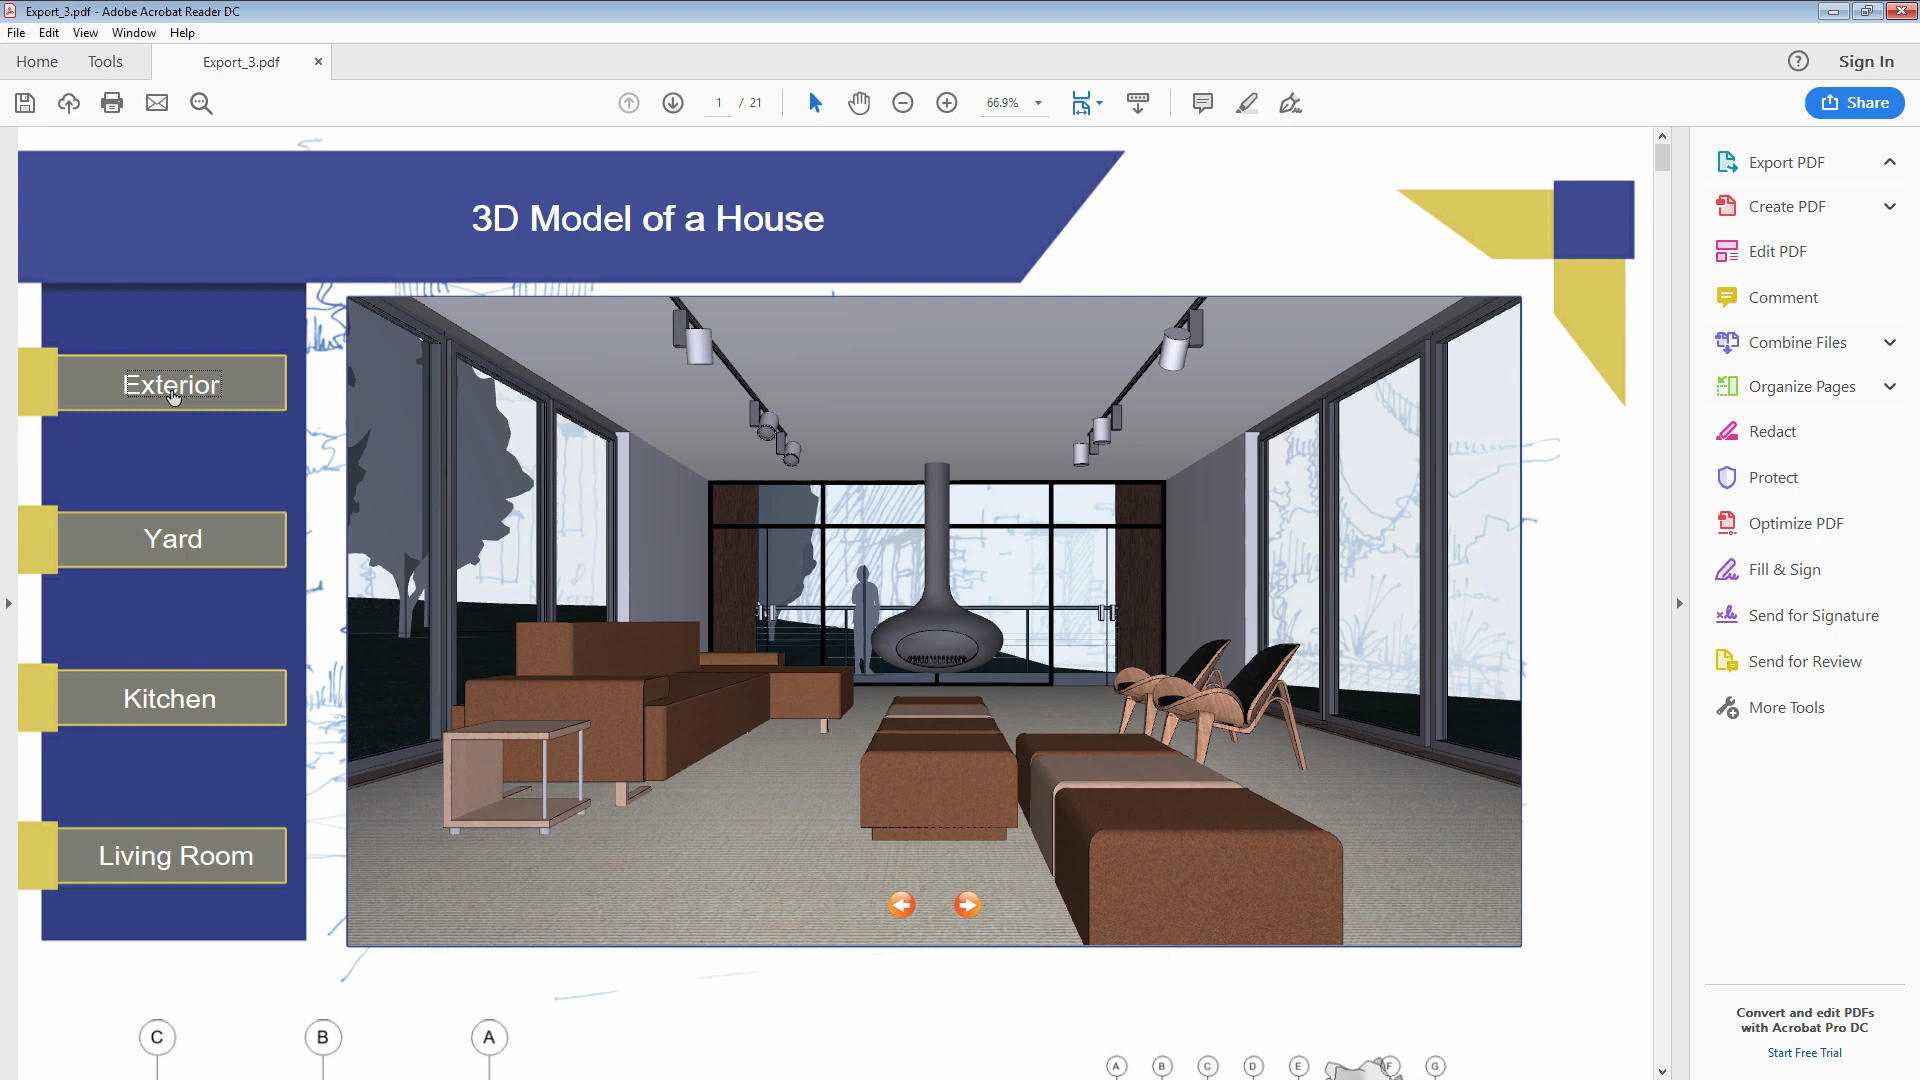 Export_3.pdf - Adobe Acrobat Reader DC
File Edit View Window Help
Home Tools Export_3.pdf × ? Sign In
1 / 21 66.9% Share
3D Model of a House
Exterior
Yard
Kitchen
Living Room
C B A
A B C D E F G
Export PDF
Create PDF
Edit PDF
Comment
Combine Files
Organize Pages
Redact
Protect
Optimize PDF
Fill & Sign
Send for Signature
Send for Review
More Tools
Convert and edit PDFs
with Acrobat Pro DC
Start Free Trial